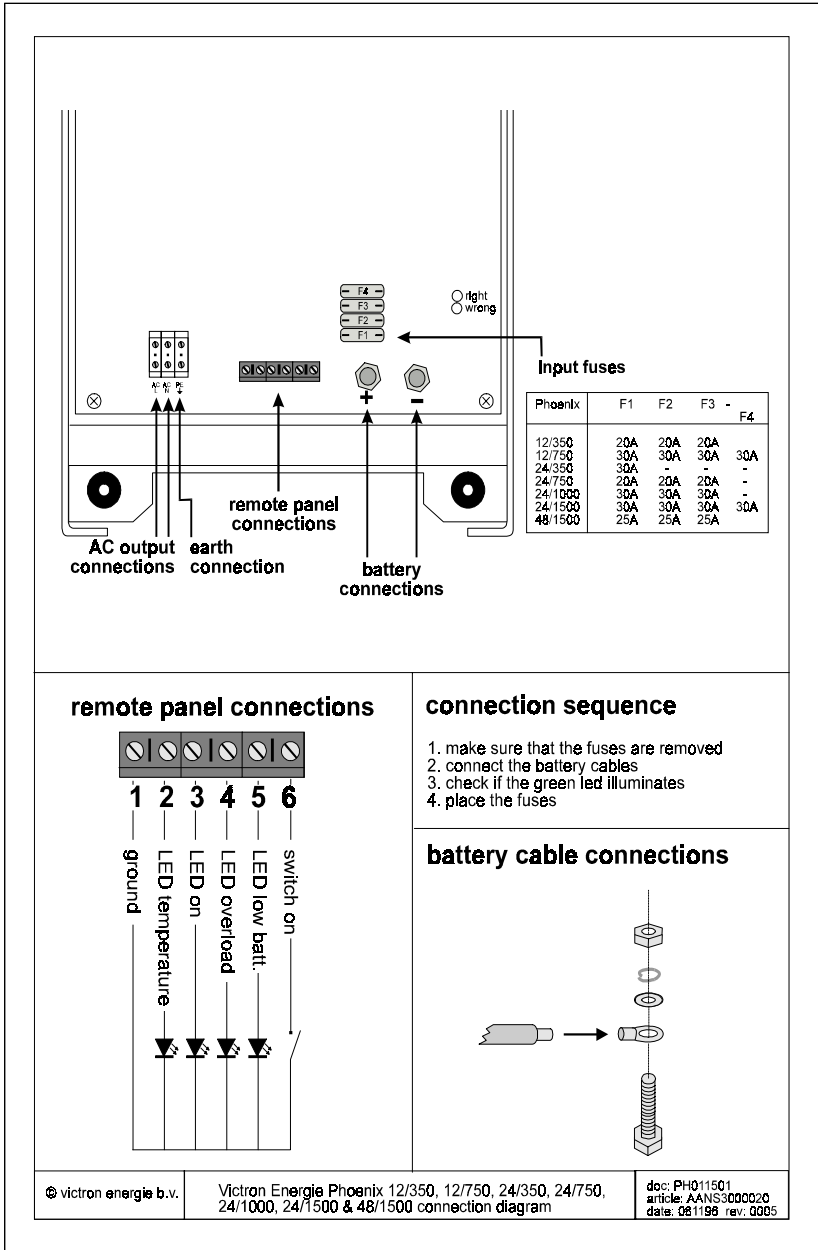 F4
F3
F2
F1
right
wrong
Input fuses
AC L
AC N
PE
+
-
remote panel
connections
AC output
connections
earth
connection
battery
connections
Phoenix F1 F2 F3 - F4
12/350 20A 20A 20A
12/750 30A 30A 30A 30A
24/350 30A - - -
24/750 20A 20A 20A -
24/1000 30A 30A 30A -
24/1500 30A 30A 30A 30A
48/1500 25A 25A 25A
remote panel connections
1 2 3 4 5 6
ground
LED temperature
LED on
LED overload
LED low batt.
switch on
connection sequence
1. make sure that the fuses are removed
2. connect the battery cables
3. check if the green led illuminates
4. place the fuses
battery cable connections
© victron energie b.v.
Victron Energie Phoenix 12/350, 12/750, 24/350, 24/750,
24/1000, 24/1500 & 48/1500 connection diagram
doc: PH011501
article: AANS3000020
date: 061196 rev: 0005